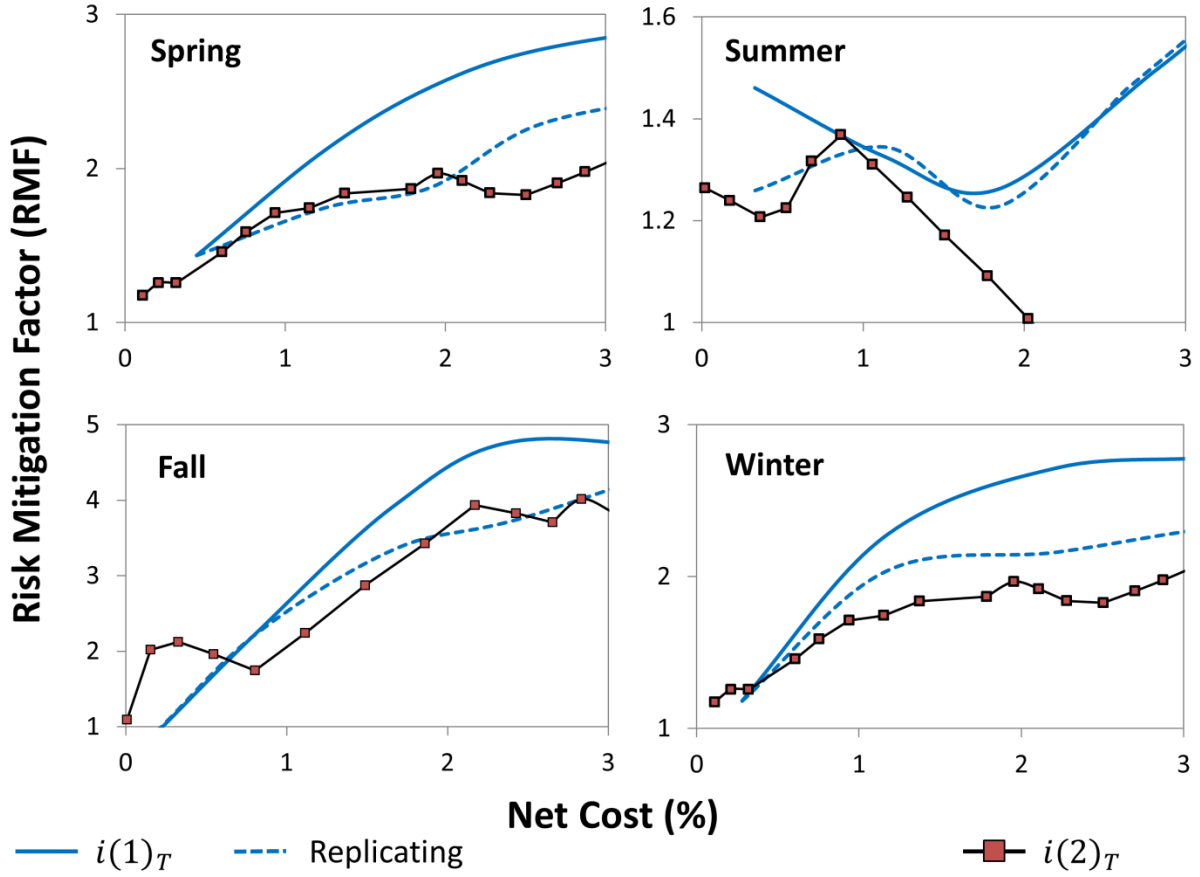 Risk Mitigation Factor (RMF)
Spring
3
2
1
0 1 2 3
Summer
1.6
1.4
1.2
1
0 1 2 3
Fall
5
4
3
2
1
0 1 2 3
Winter
3
2
1
0 1 2 3
Net Cost (%)
i(1)_T Replicating i(2)_T